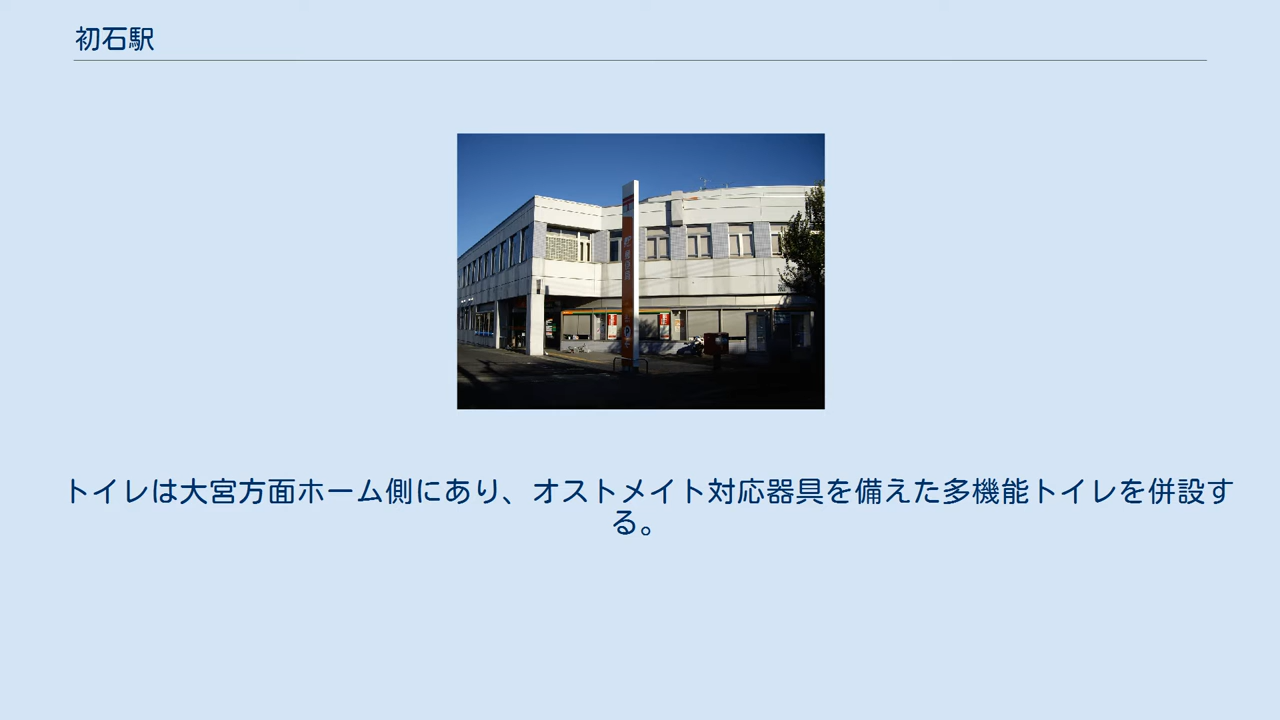 初石駅
トイレは大宮方面ホーム側にあり、オストメイト対応器具を備えた多機能トイレを併設す
る。